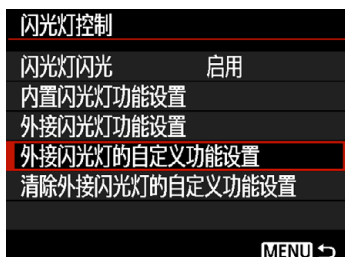 闪光灯控制
闪光灯闪光 启用
内置闪光灯功能设置
外接闪光灯功能设置
外接闪光灯的自定义功能设置
清除外接闪光灯的自定义功能设置
MENU